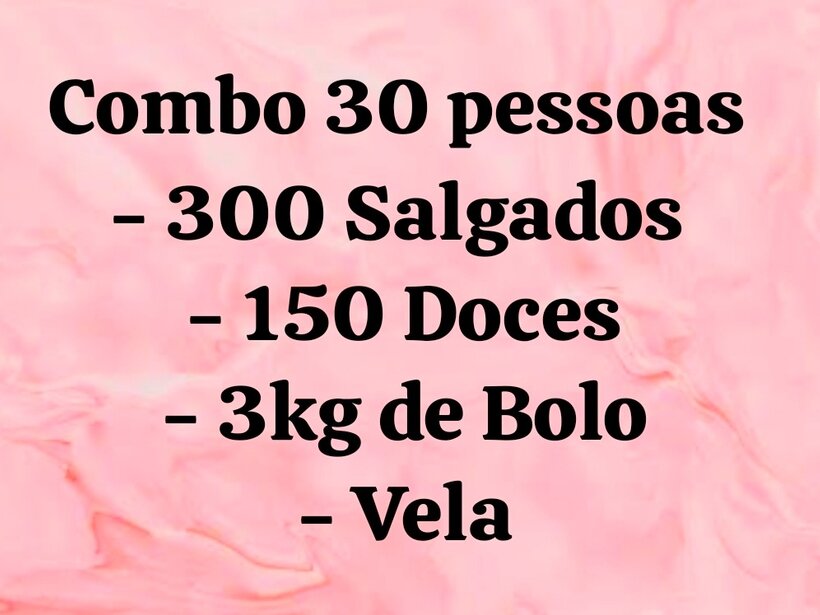 Combo 30 pessoas
- 300 Salgados
- 150 Doces
- 3kg de Bolo
- Vela